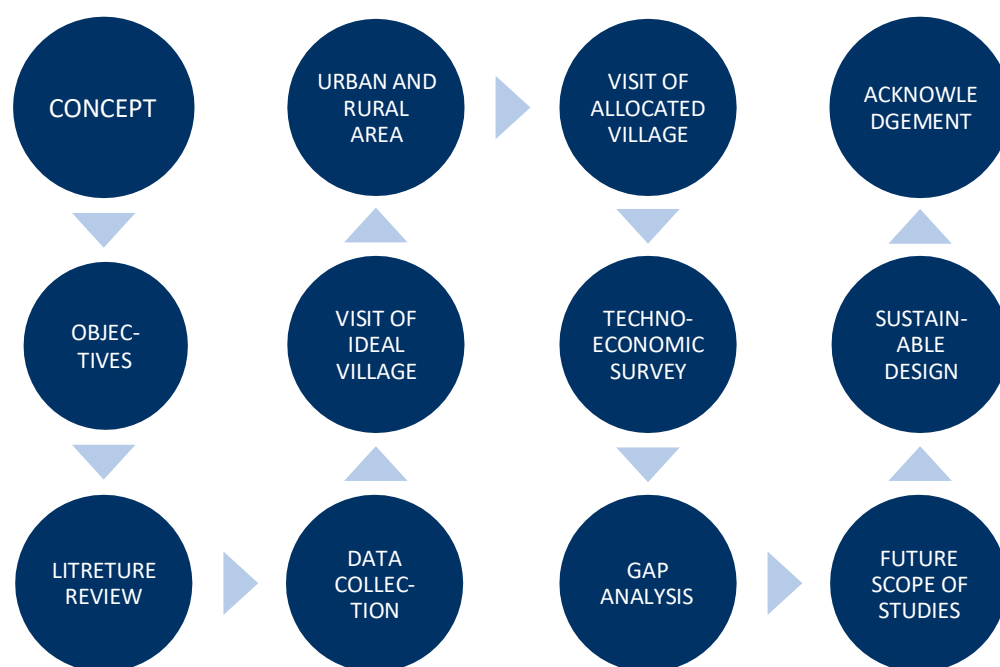 CONCEPT
OBJEC-
TIVES
LITRETURE
REVIEW
DATA
COLLEC-
TION
VISIT OF
IDEAL
VILLAGE
URBAN AND
RURAL
AREA
VISIT OF
ALLOCATED
VILLAGE
TECHNO-
ECONOMIC
SURVEY
GAP
ANALYSIS
FUTURE
SCOPE OF
STUDIES
SUSTAIN-
ABLE
DESIGN
ACKNOWLE
DGEMENT